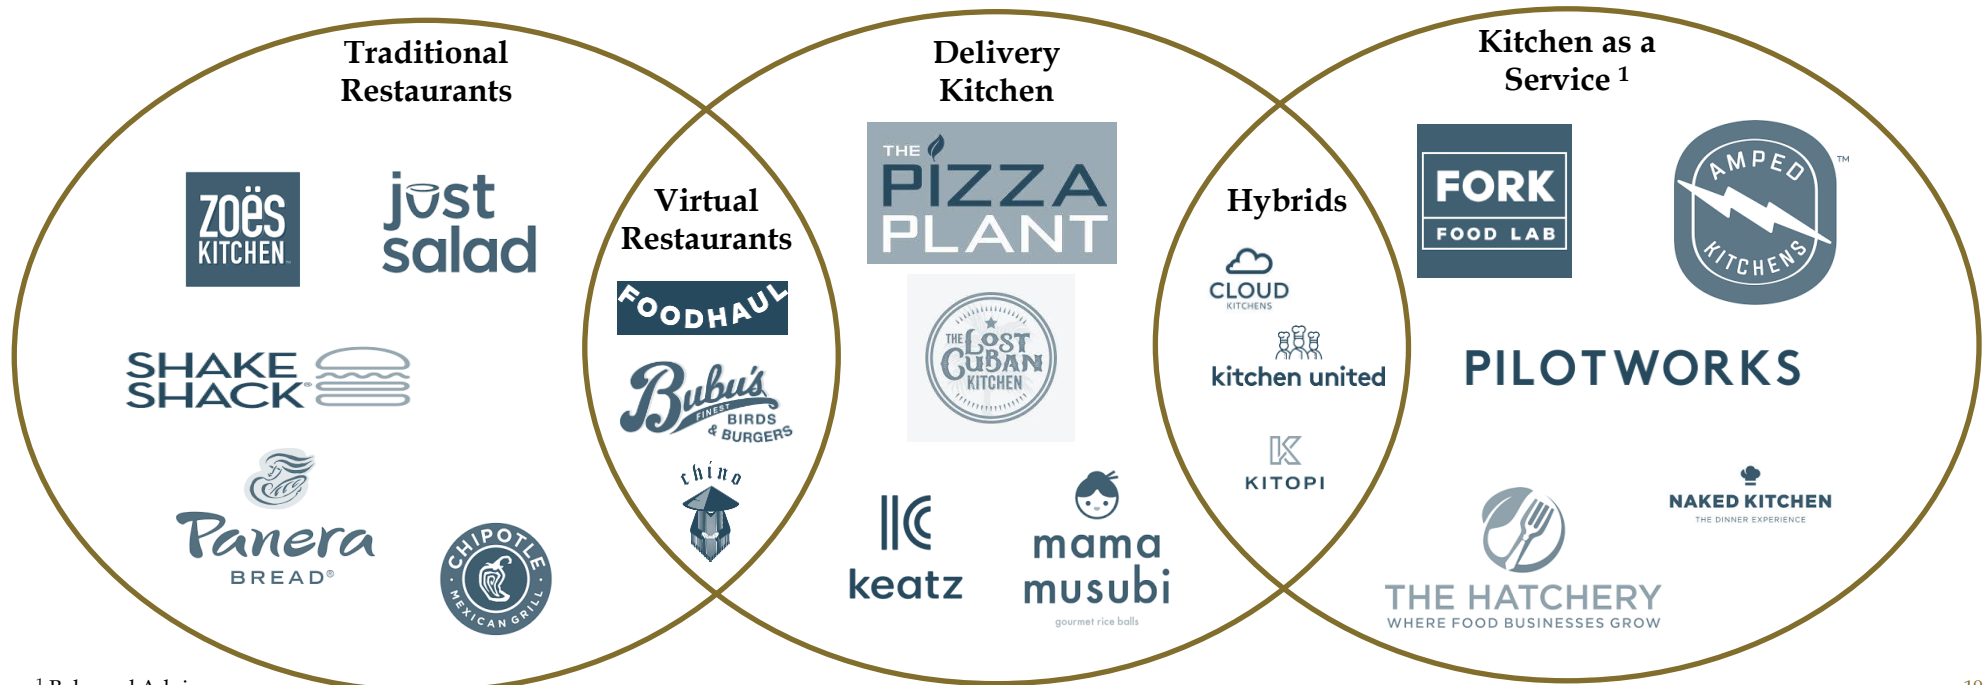 Traditional
Restaurants
ZOËS
KITCHEN
just
salad
SHAKE
SHACK®
Panera
BREAD®
CHIPOTLE
MEXICAN GRILL
Virtual
Restaurants
FOODHAUL
Bubu's
FINEST
BIRDS
& BURGERS
chino
Delivery
Kitchen
THE
PIZZA
PLANT
THE LOST
CUBAN
KITCHEN
keatz
mama
musubi
gourmet rice balls
Hybrids
CLOUD
KITCHENS
kitchen united
KITOPI
Kitchen as a
Service 1
FORK
FOOD LAB
AMPED
KITCHENS
TM
PILOTWORKS
NAKED KITCHEN
THE DINNER EXPERIENCE
THE HATCHERY
WHERE FOOD BUSINESSES GROW